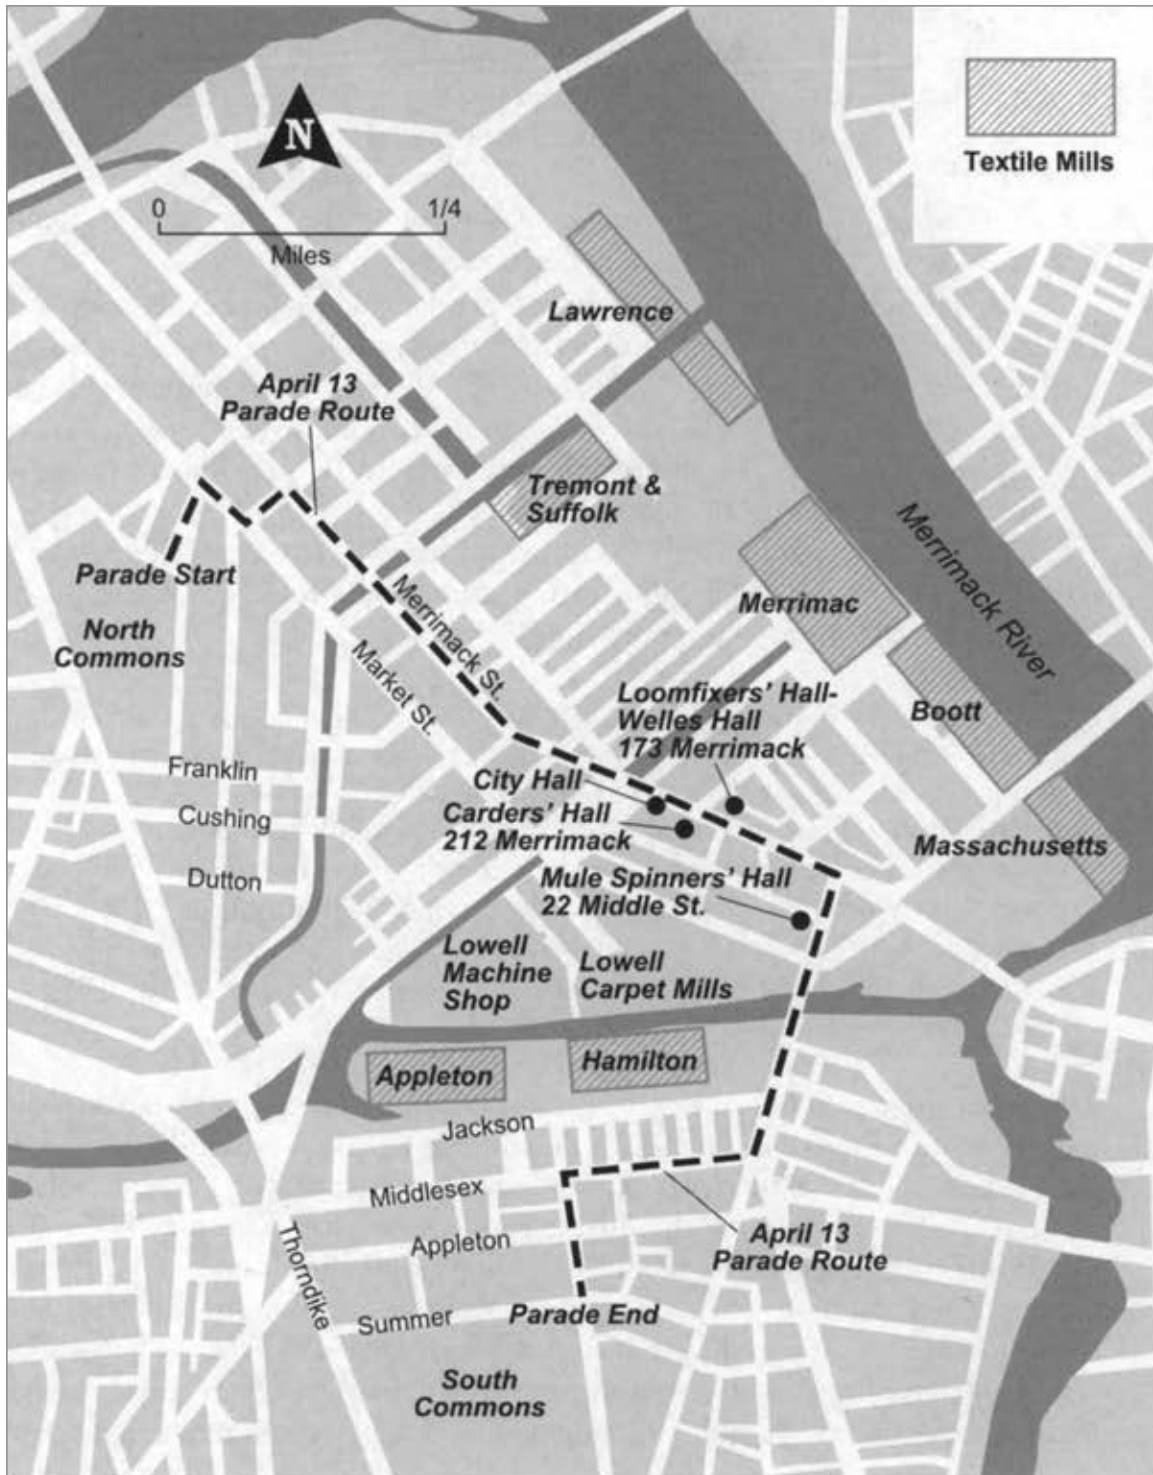 Textile Mills
N
0
1/4
Miles
Lawrence
April 13
Parade Route
Tremont &
Suffolk
Merrimack River
Parade Start
Merrimac
North
Commons
Merrimack St.
Market St.
Loomfixers' Hall-
Welles Hall
173 Merrimack
Boott
Franklin
City Hall
Cushing
Carders' Hall
212 Merrimack
Massachusetts
Dutton
Mule Spinners' Hall
22 Middle St.
Lowell
Machine
Shop
Lowell
Carpet Mills
Appleton
Hamilton
Jackson
Middlesex
April 13
Parade Route
Appleton
Thorndike
Summer
Parade End
South
Commons